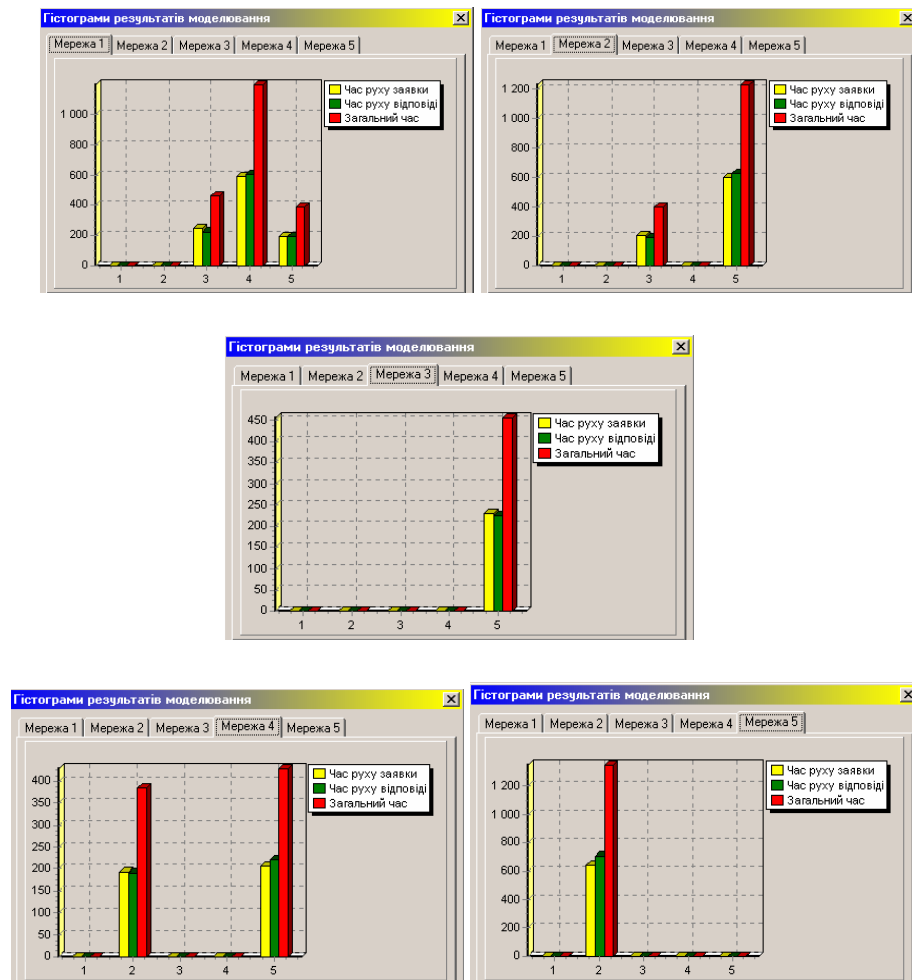 Гістограми результатів моделювання
Мережа 1 Мережа 2 Мережа 3 Мережа 4 Мережа 5
Час руху заявки
Час руху відповіді
Загальний час
1 000
800
600
400
200
0
1 2 3 4 5
Гістограми результатів моделювання
Мережа 1 Мережа 2 Мережа 3 Мережа 4 Мережа 5
Час руху заявки
Час руху відповіді
Загальний час
1 200
1 000
800
600
400
200
0
1 2 3 4 5
Гістограми результатів моделювання
Мережа 1 Мережа 2 Мережа 3 Мережа 4 Мережа 5
Час руху заявки
Час руху відповіді
Загальний час
450
400
350
300
250
200
150
100
50
0
1 2 3 4 5
Гістограми результатів моделювання
Мережа 1 Мережа 2 Мережа 3 Мережа 4 Мережа 5
Час руху заявки
Час руху відповіді
Загальний час
400
350
300
250
200
150
100
50
0
1 2 3 4 5
Гістограми результатів моделювання
Мережа 1 Мережа 2 Мережа 3 Мережа 4 Мережа 5
Час руху заявки
Час руху відповіді
Загальний час
1 200
1 000
800
600
400
200
0
1 2 3 4 5